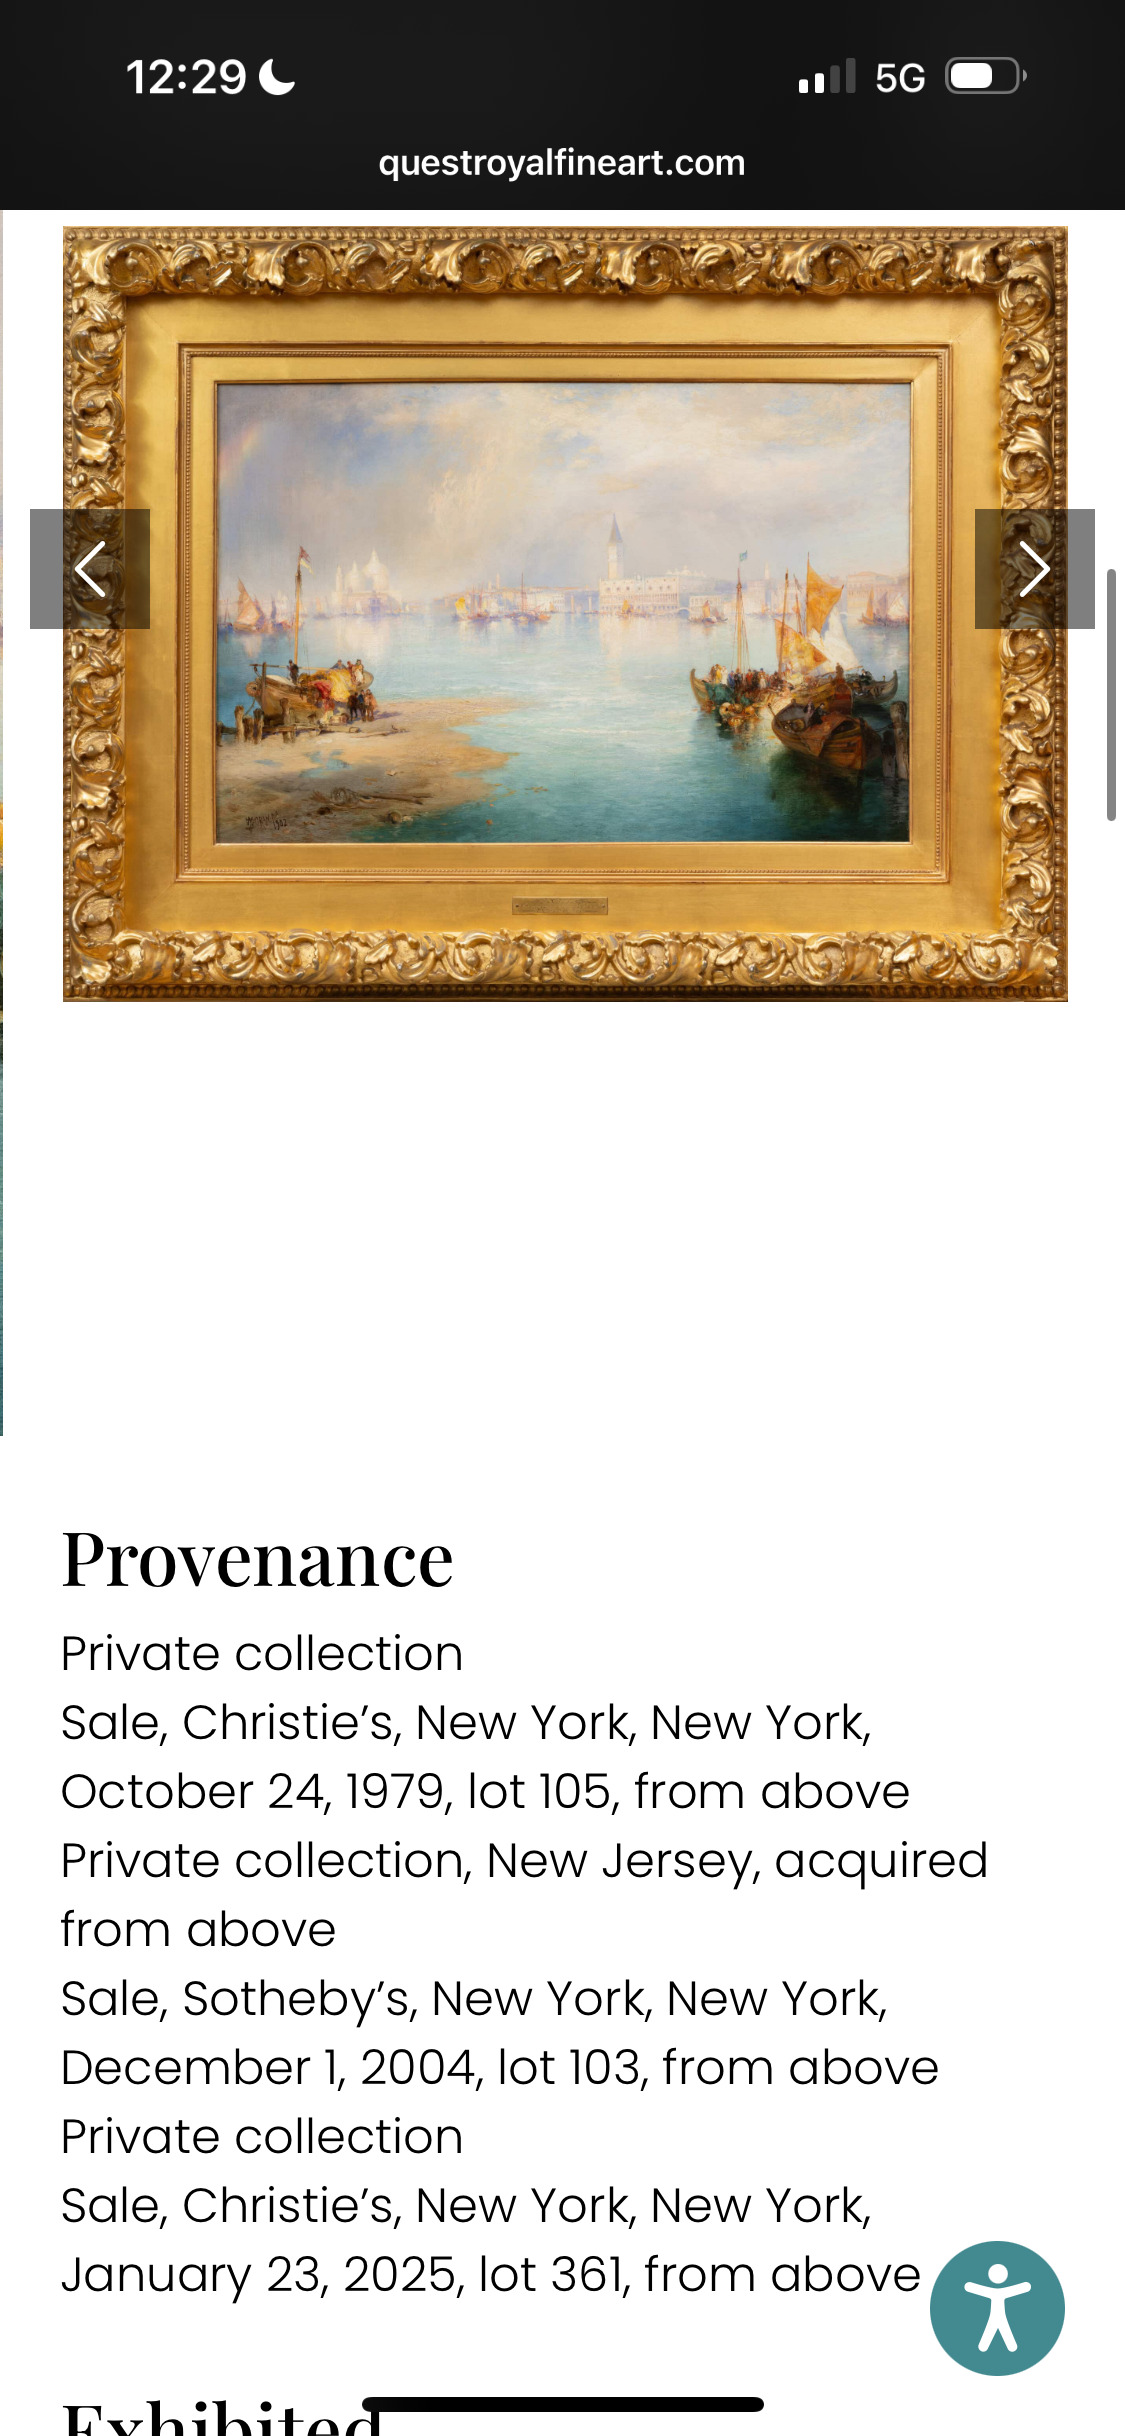 12:29
5G
questroyalfineart.com
Provenance
Private collection
Sale, Christie’s, New York, New York,
October 24, 1979, lot 105, from above
Private collection, New Jersey, acquired
from above
Sale, Sotheby’s, New York, New York,
December 1, 2004, lot 103, from above
Private collection
Sale, Christie’s, New York, New York,
January 23, 2025, lot 361, from above
Exhibited